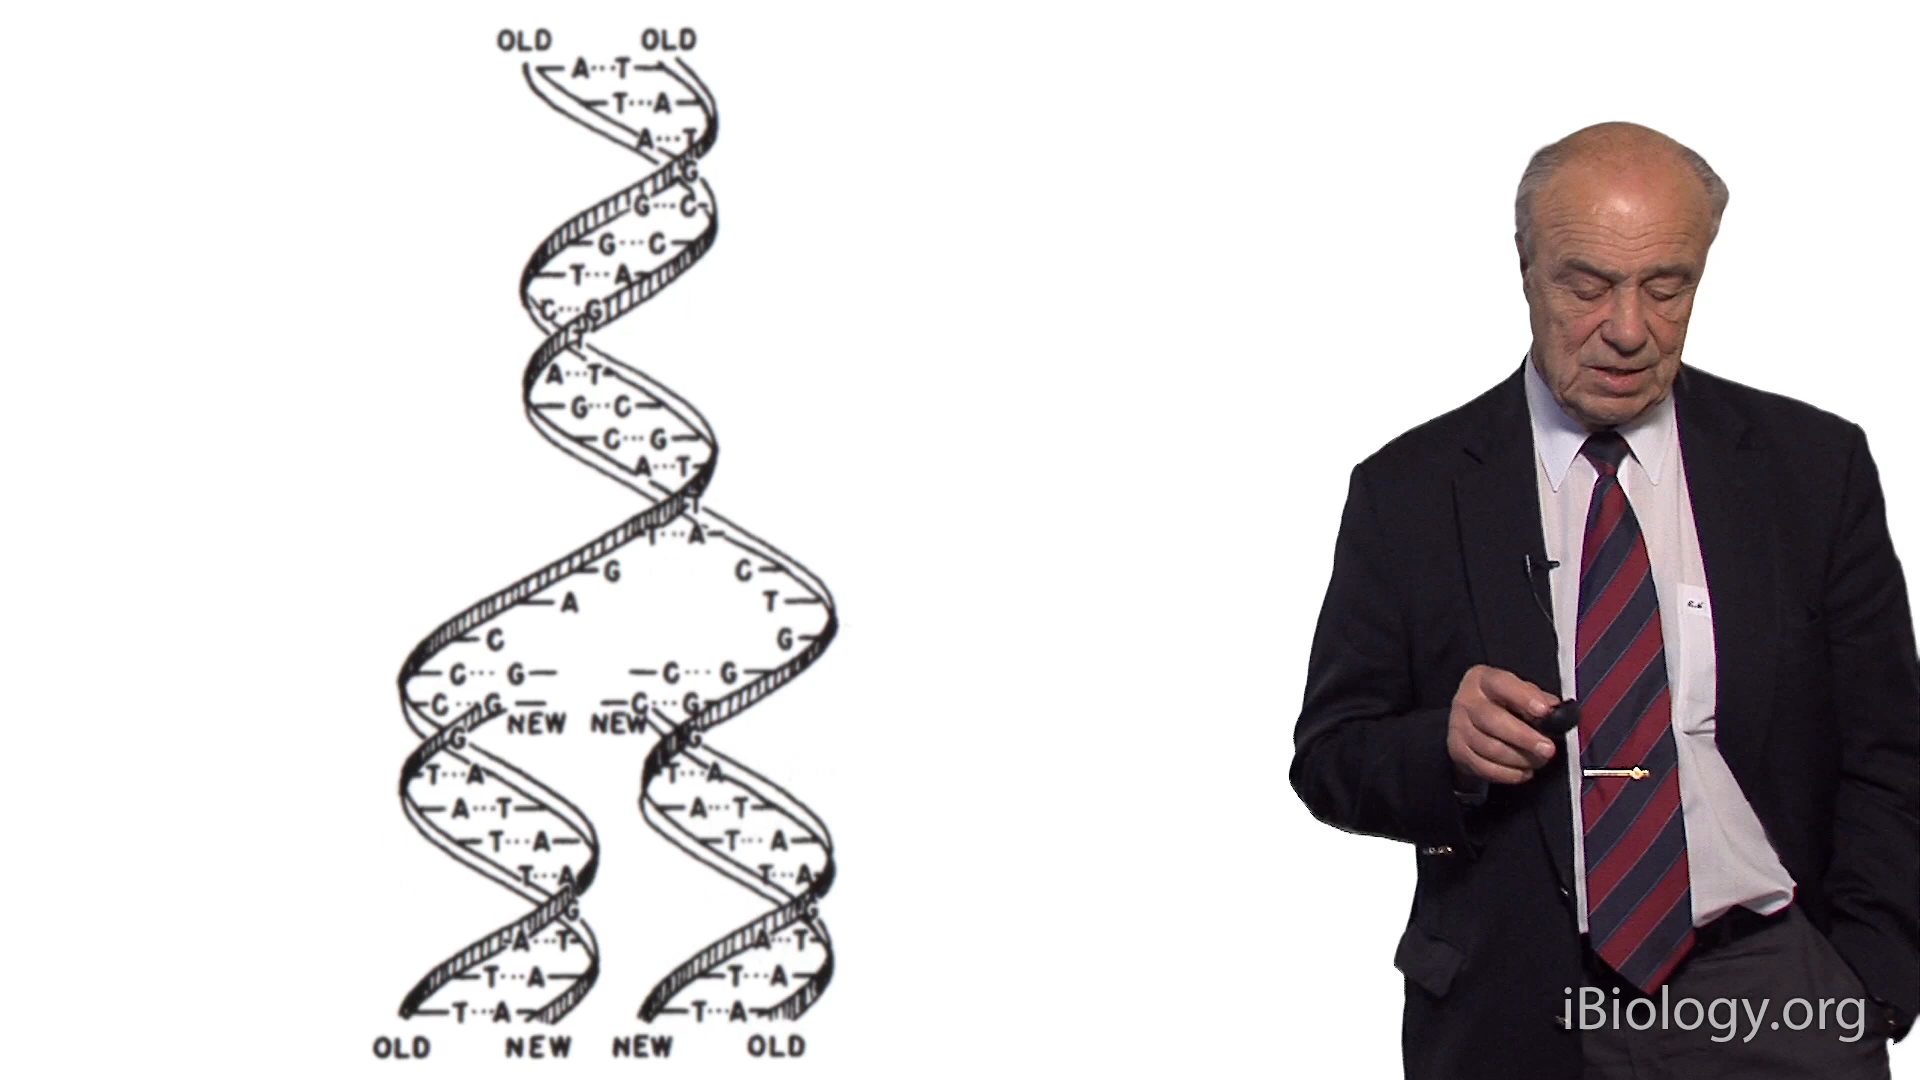 OLD OLD
A···T
T···A
A···T
G
G···C
G···C
T···A
C···G
T
A···T
G···C
C···G
A···T
T
T···A
G C
A T
C G
C···G C···G
C···G C···G
NEW NEW
G G
T···A T···A
A···T A···T
T···A T···A
T···A T···A
G G
A···T A···T
T···A T···A
T···A T···A
OLD NEW NEW OLD
iBiology.org